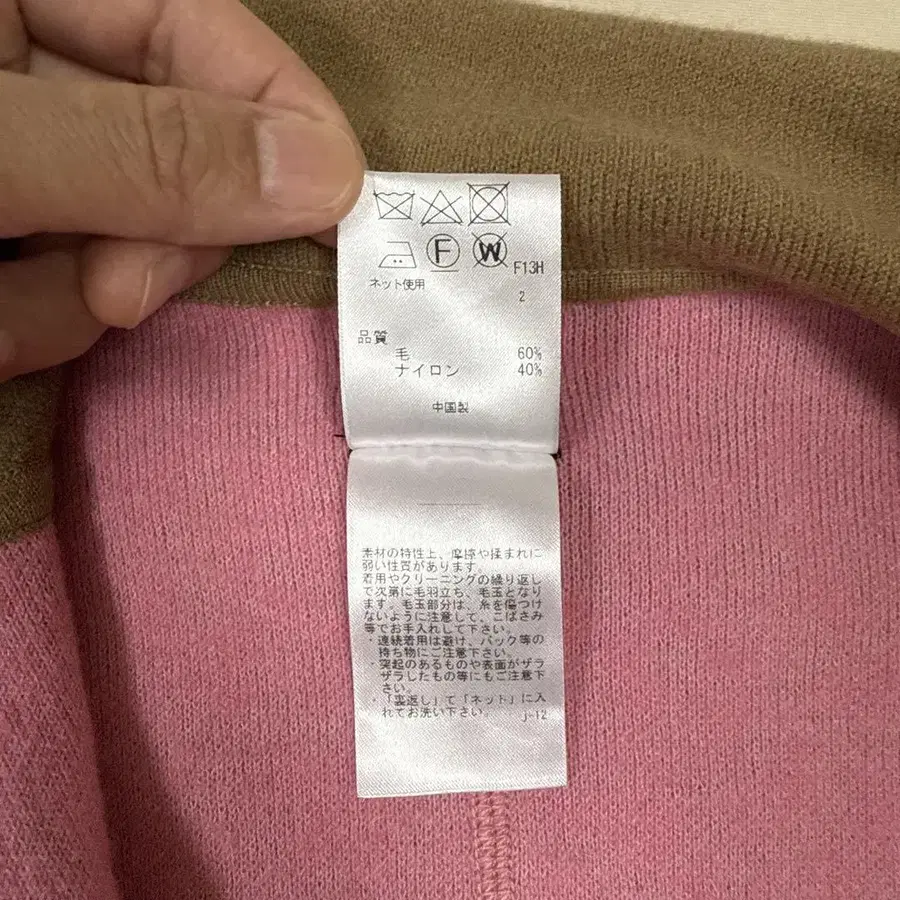 F
W
F13H
ネット使用
2
品質
毛 60%
ナイロン 40%
中国製
素材の特性上、摩擦や揉まれに
弱い性質があります。
着用やクリーニングの繰り返し
で次第に毛羽立ち、毛玉となり
ます。毛玉部分は、糸を傷つけ
ないように注意して、こばさみ
等でお手入れして下さい。
・連続着用は避け、バック等の
持ち物にご注意下さい。
・突起のあるものや表面がザラ
ザラしたもの等にもご注意下
さい。
・「裏返し」て「ネット」に入
れてお洗い下さい。
J-12